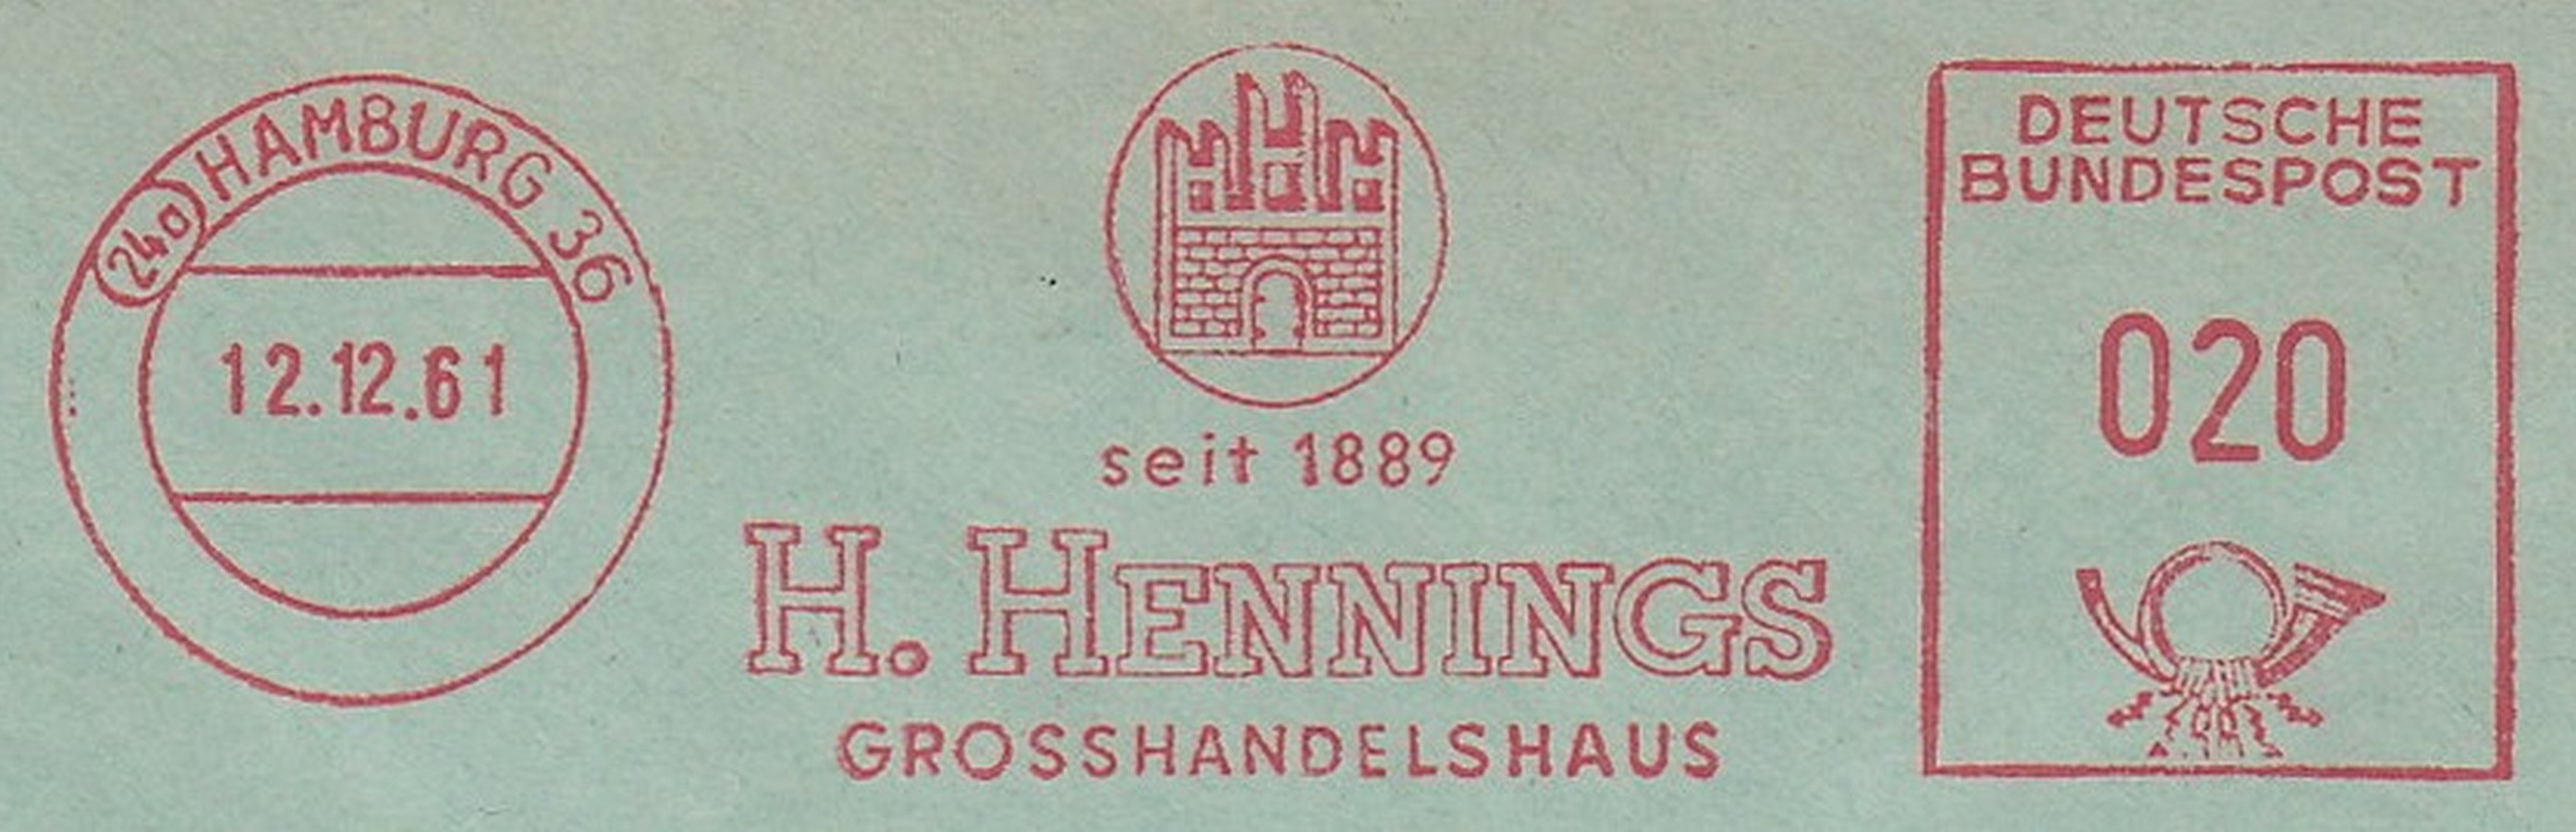 24a HAMBURG 36
12.12.61
seit 1889
H. HENNINGS
GROSSHANDELSHAUS
DEUTSCHE
BUNDESPOST
020